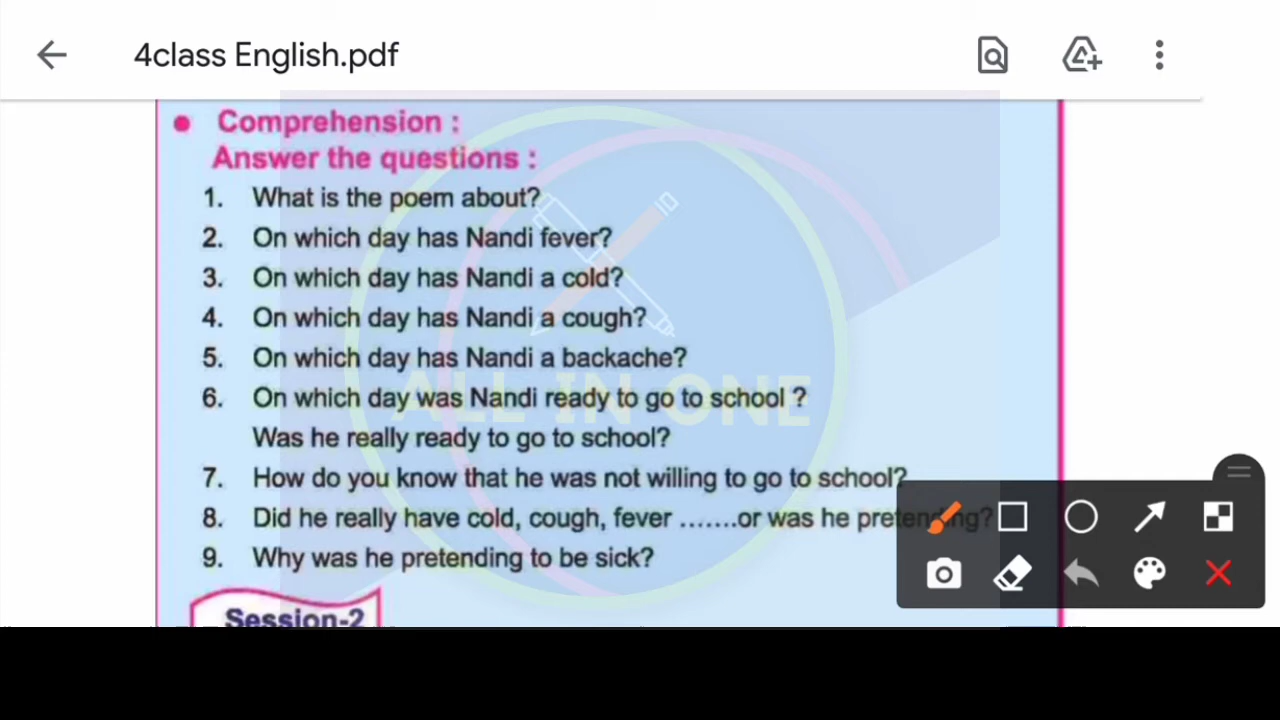 4class English.pdf
● Comprehension :
Answer the questions :
1. What is the poem about?
2. On which day has Nandi fever?
3. On which day has Nandi a cold?
4. On which day has Nandi a cough?
5. On which day has Nandi a backache?
ALL IN ONE
6. On which day was Nandi ready to go to school ?
Was he really ready to go to school?
7. How do you know that he was not willing to go to school?
8. Did he really have cold, cough, fever .......or was he pretending?
9. Why was he pretending to be sick?
Session-2